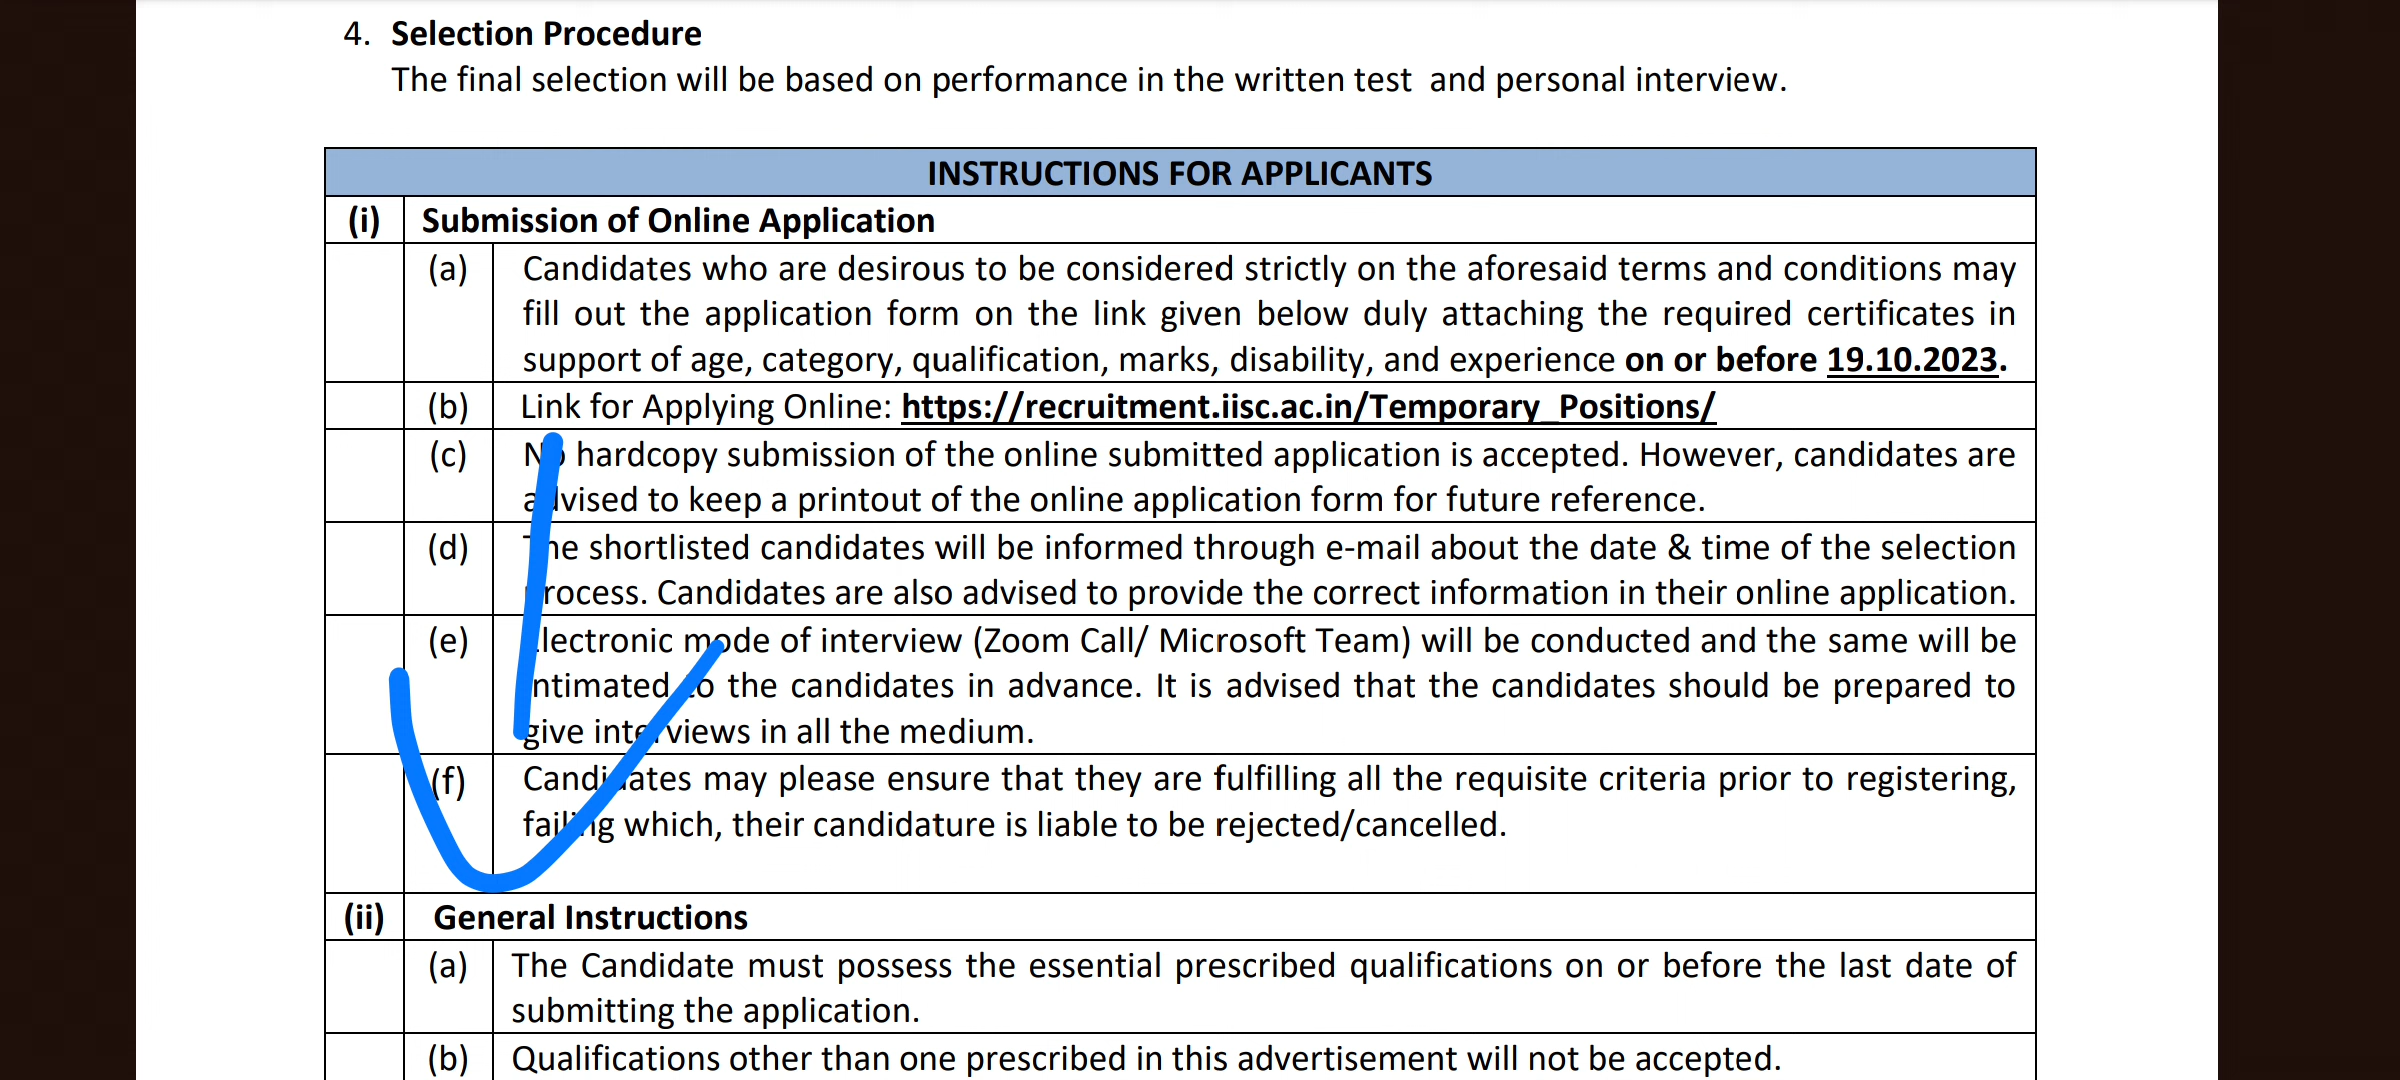 4. Selection Procedure
The final selection will be based on performance in the written test and personal interview.
INSTRUCTIONS FOR APPLICANTS
(i) Submission of Online Application
(a) Candidates who are desirous to be considered strictly on the aforesaid terms and conditions may
fill out the application form on the link given below duly attaching the required certificates in
support of age, category, qualification, marks, disability, and experience on or before 19.10.2023.
(b) Link for Applying Online: https://recruitment.iisc.ac.in/Temporary_Positions/
(c) No hardcopy submission of the online submitted application is accepted. However, candidates are
advised to keep a printout of the online application form for future reference.
(d) The shortlisted candidates will be informed through e-mail about the date & time of the selection
process. Candidates are also advised to provide the correct information in their online application.
(e) Electronic mode of interview (Zoom Call/ Microsoft Team) will be conducted and the same will be
intimated to the candidates in advance. It is advised that the candidates should be prepared to
give interviews in all the medium.
(f) Candidates may please ensure that they are fulfilling all the requisite criteria prior to registering,
failing which, their candidature is liable to be rejected/cancelled.
(ii) General Instructions
(a) The Candidate must possess the essential prescribed qualifications on or before the last date of
submitting the application.
(b) Qualifications other than one prescribed in this advertisement will not be accepted.